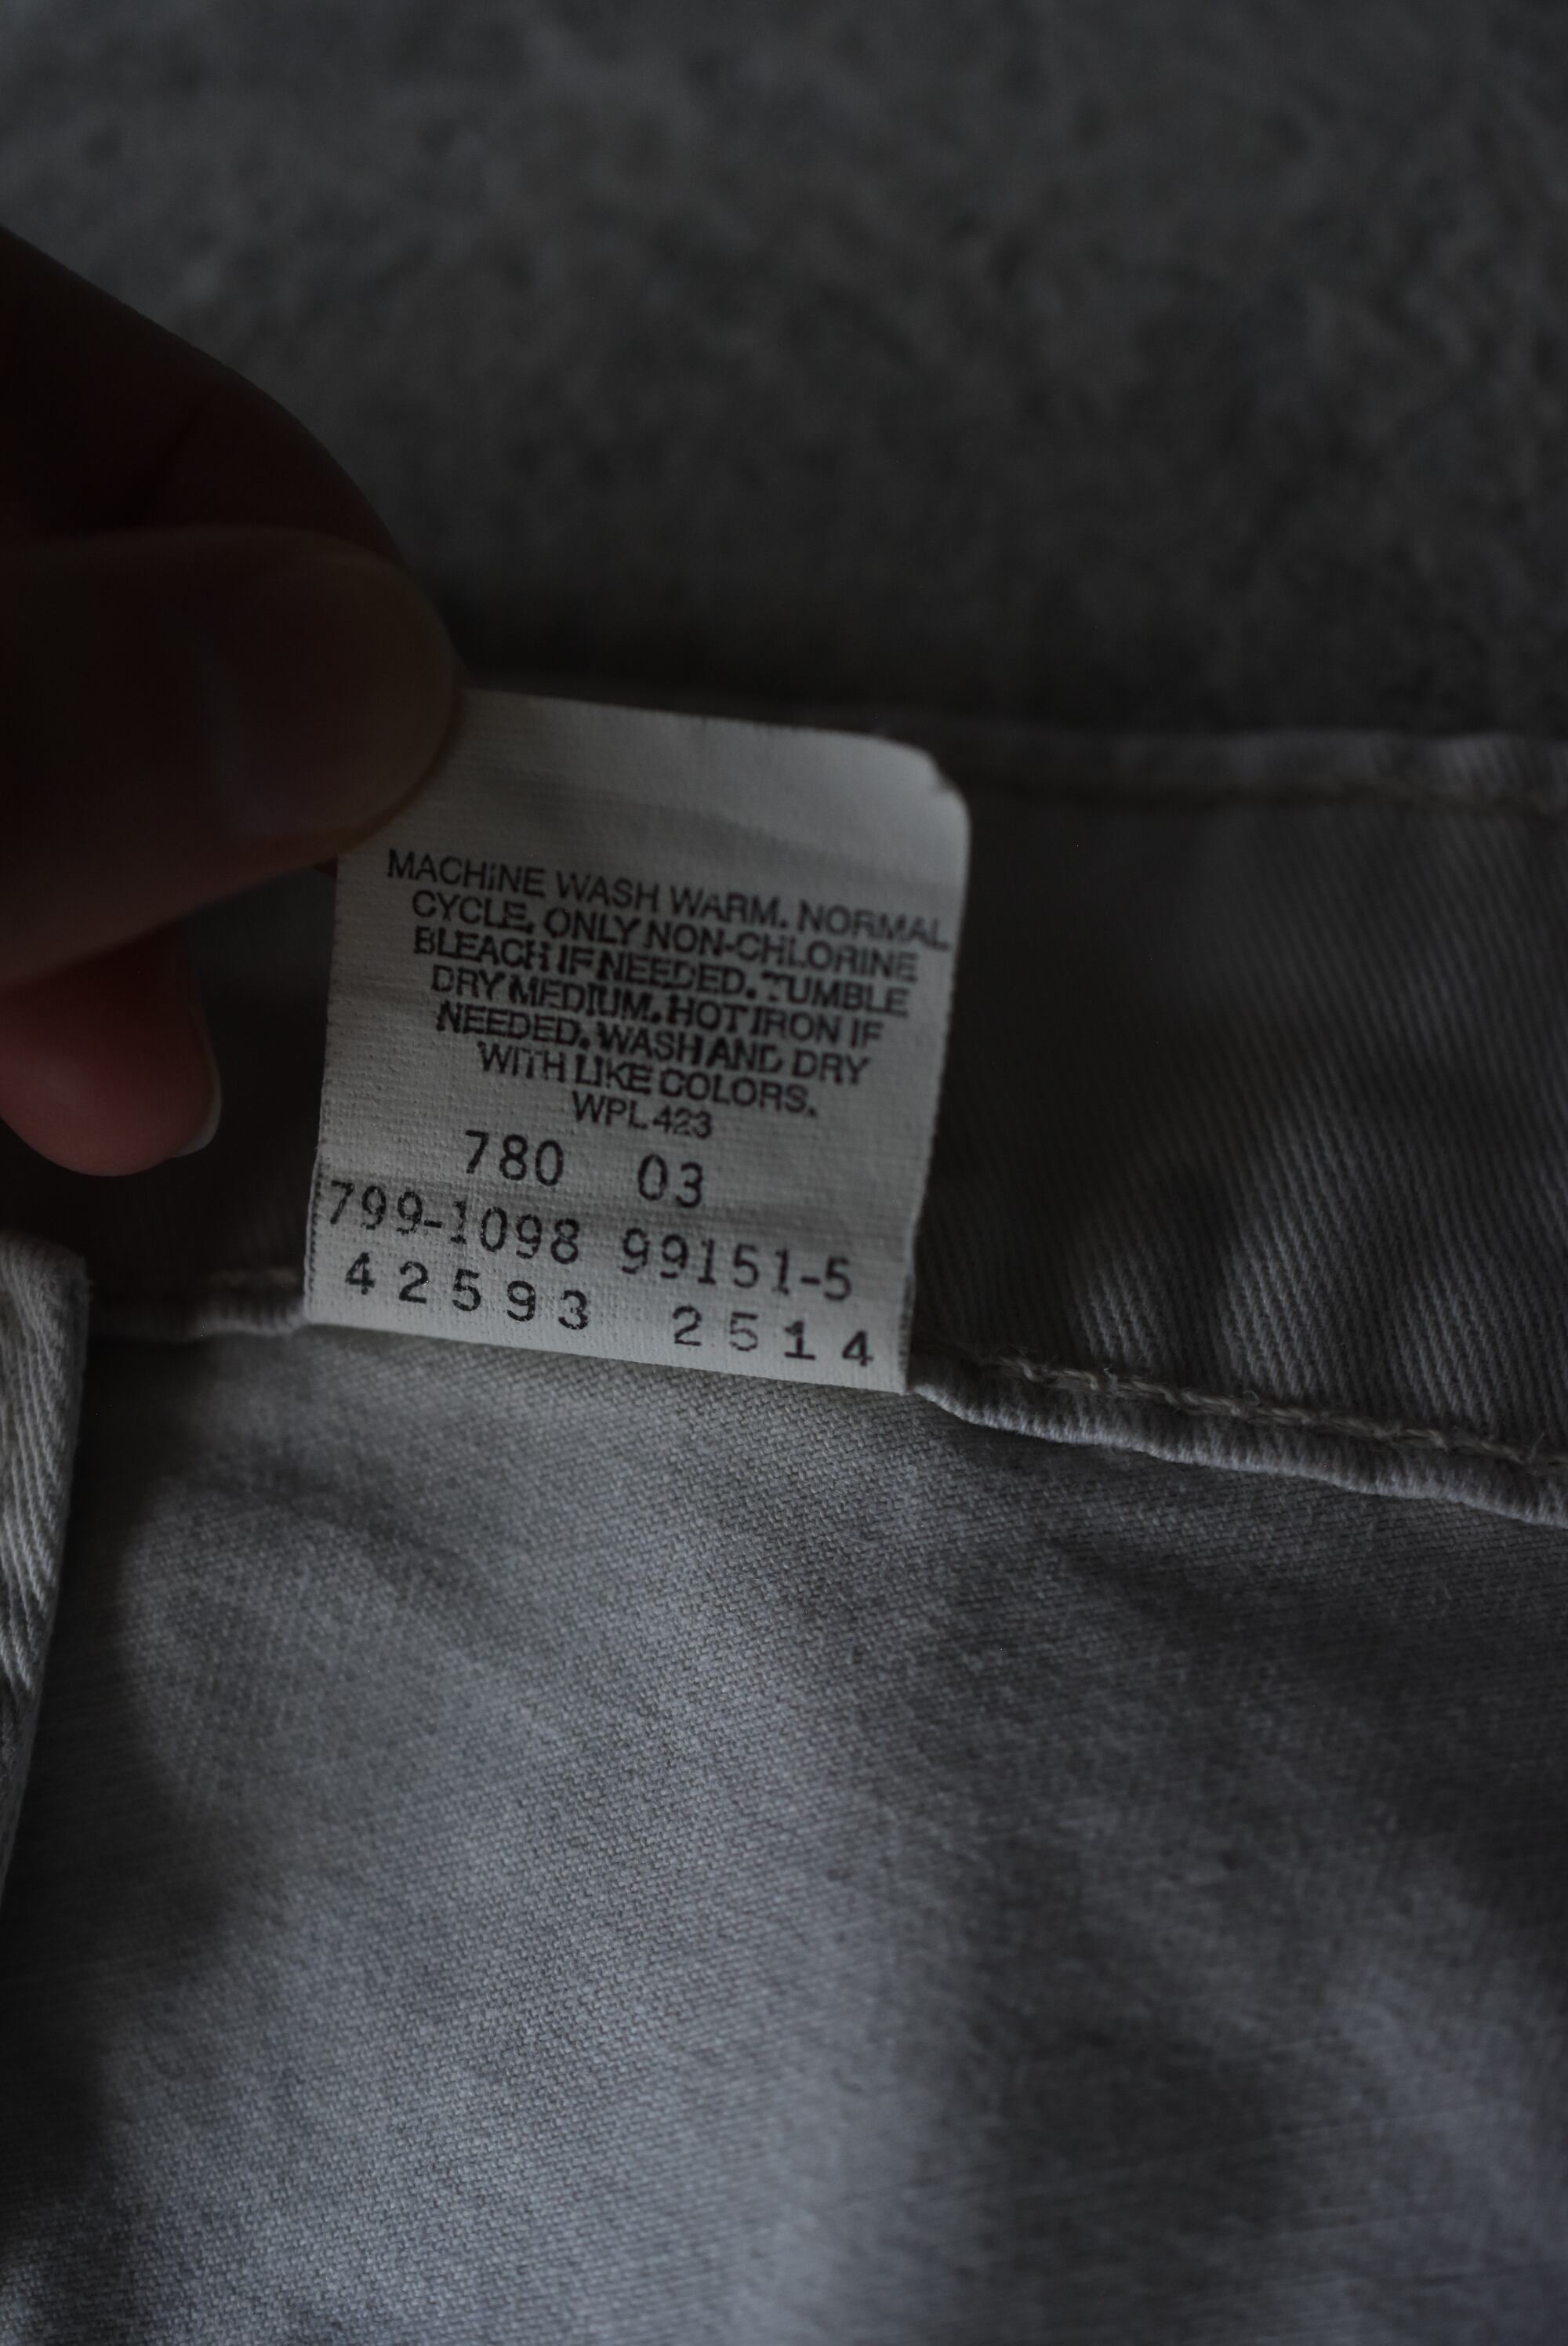 MACHINE WASH WARM. NORMAL
CYCLE. ONLY NON-CHLORINE
BLEACH IF NEEDED. TUMBLE
DRY MEDIUM. HOT IRON IF
NEEDED. WASH AND DRY
WITH LIKE COLORS.
WPL 423
780 03
799-1098 99151-5
42593 2514